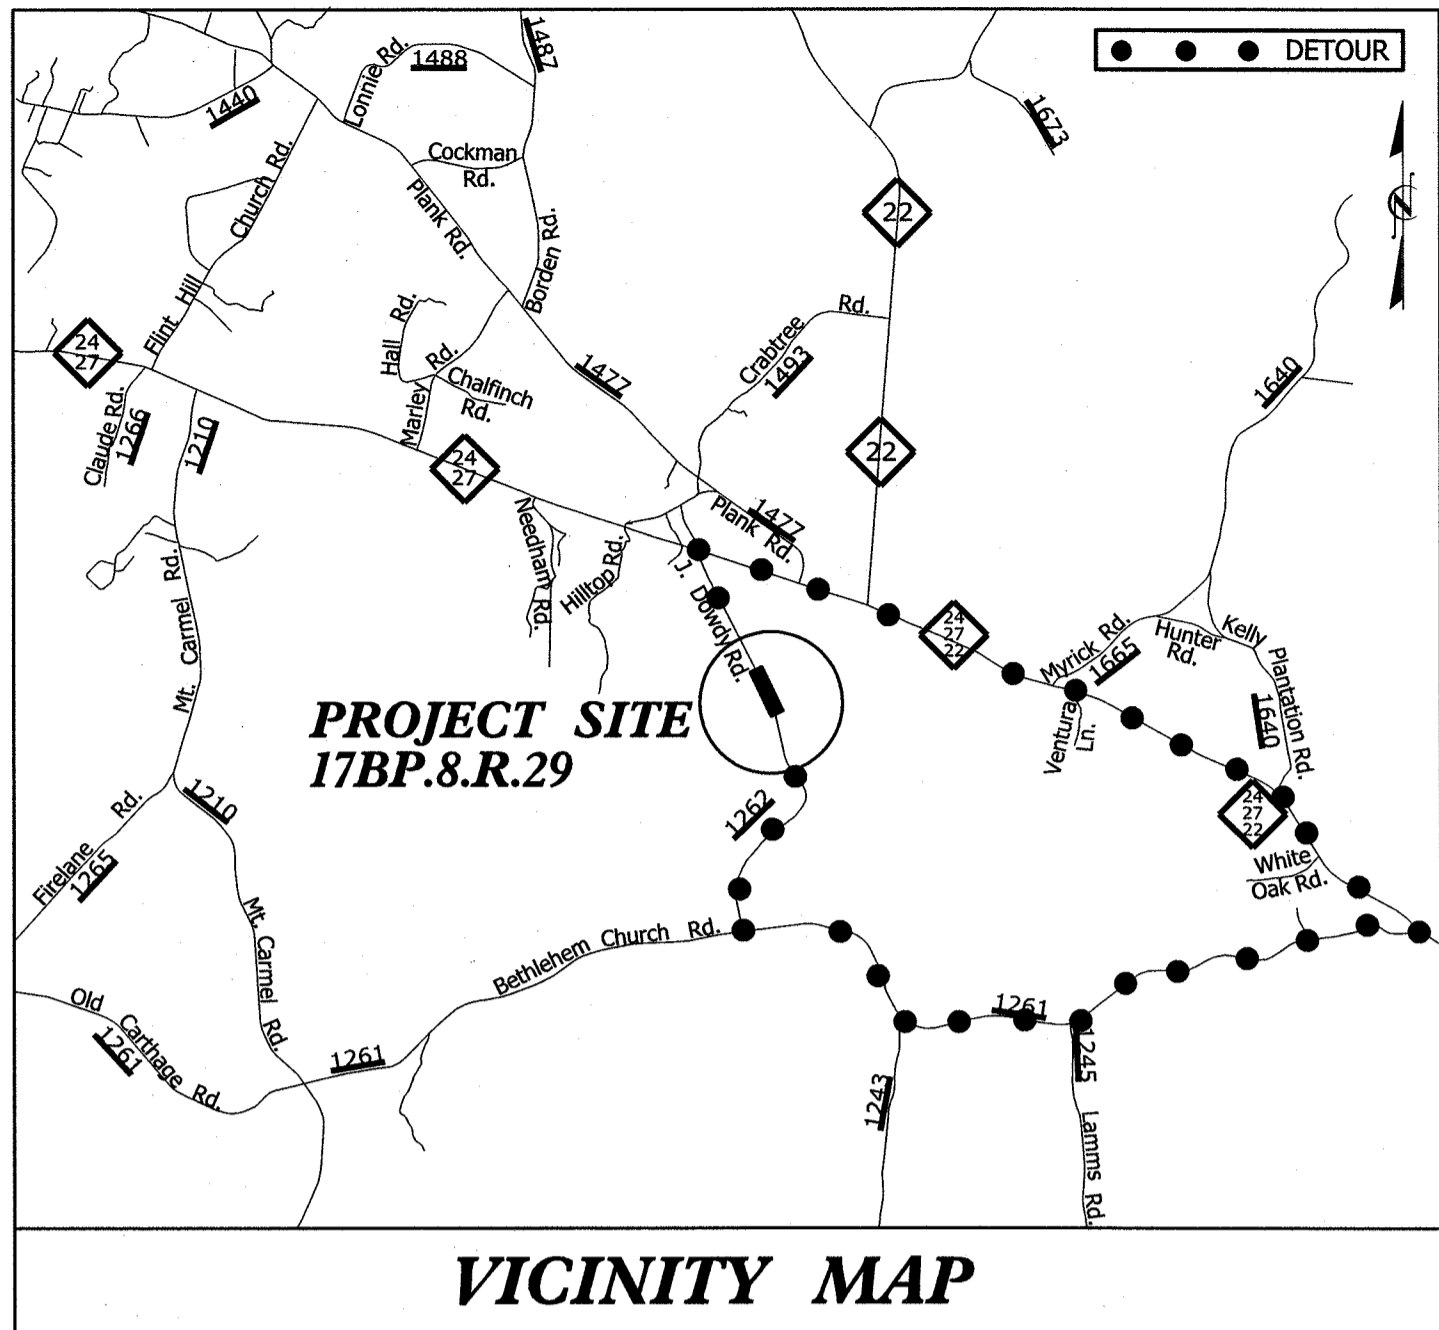 DETOUR
1487
Lonnie Rd.
1488
1440
1673
Cockman
Rd.
Church Rd.
Plank Rd.
22
Borden Rd.
Flint Hill
Hall Rd.
Crabtree Rd.
1493
24
27
Marley Rd.
Chalfinch
Rd.
1477
1640
Claude Rd.
1266
1210
24
27
22
Needham Rd.
Plank Rd.
1477
Hilltop Rd.
J. Dowdy Rd.
Mt. Carmel Rd.
24
27
22
Myrick Rd.
1665
Hunter
Rd.
Kelly Plantation Rd.
1640
Ventura
Ln.
PROJECT SITE
17BP.8.R.29
1262
1210
Firelane Rd.
1265
24
27
22
White
Oak Rd.
Mt. Carmel Rd.
Bethlehem Church Rd.
Old Carthage Rd.
1261
1261
1261
1243
1245
Lamms Rd.
VICINITY MAP